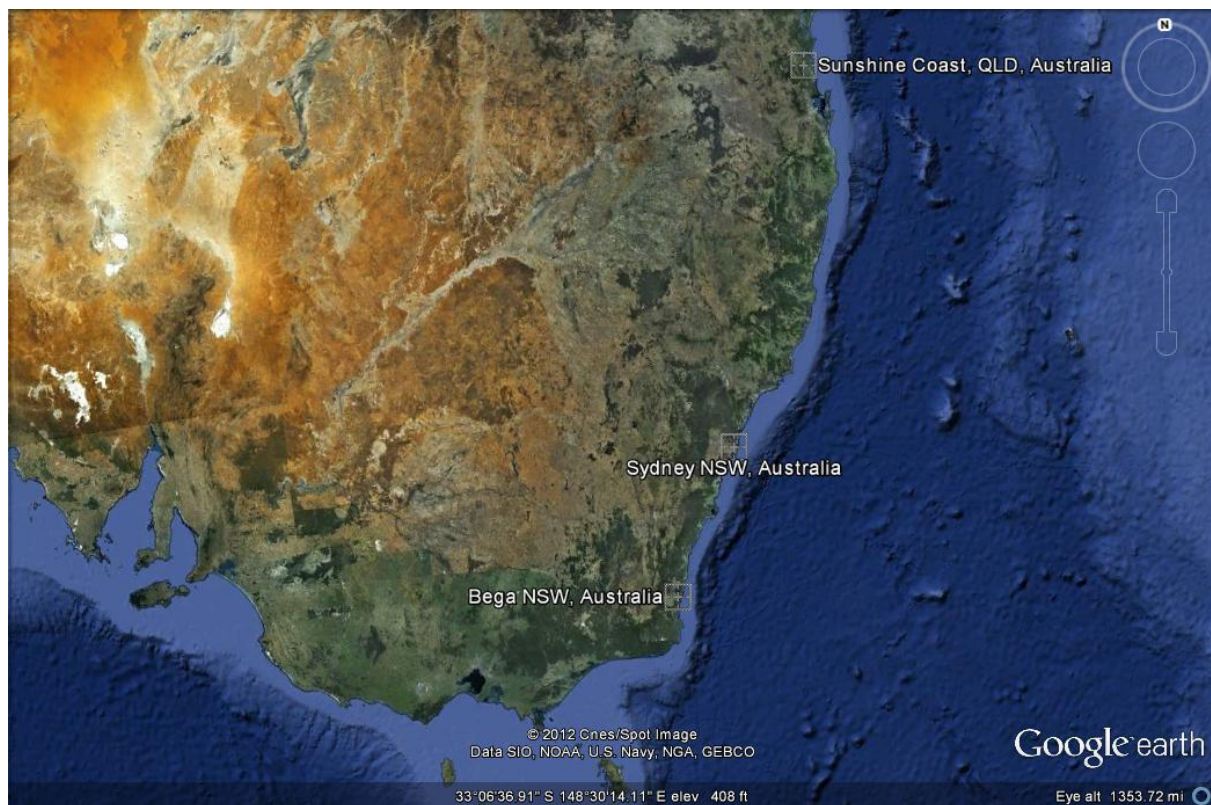 N
Sunshine Coast, QLD, Australia
Sydney NSW, Australia
Bega NSW, Australia
© 2012 Cnes/Spot Image
Data SIO, NOAA, U.S. Navy, NGA, GEBCO
Google earth
33°06'36.91" S 148°30'14.11" E elev 408 ft
Eye alt 1353.72 mi